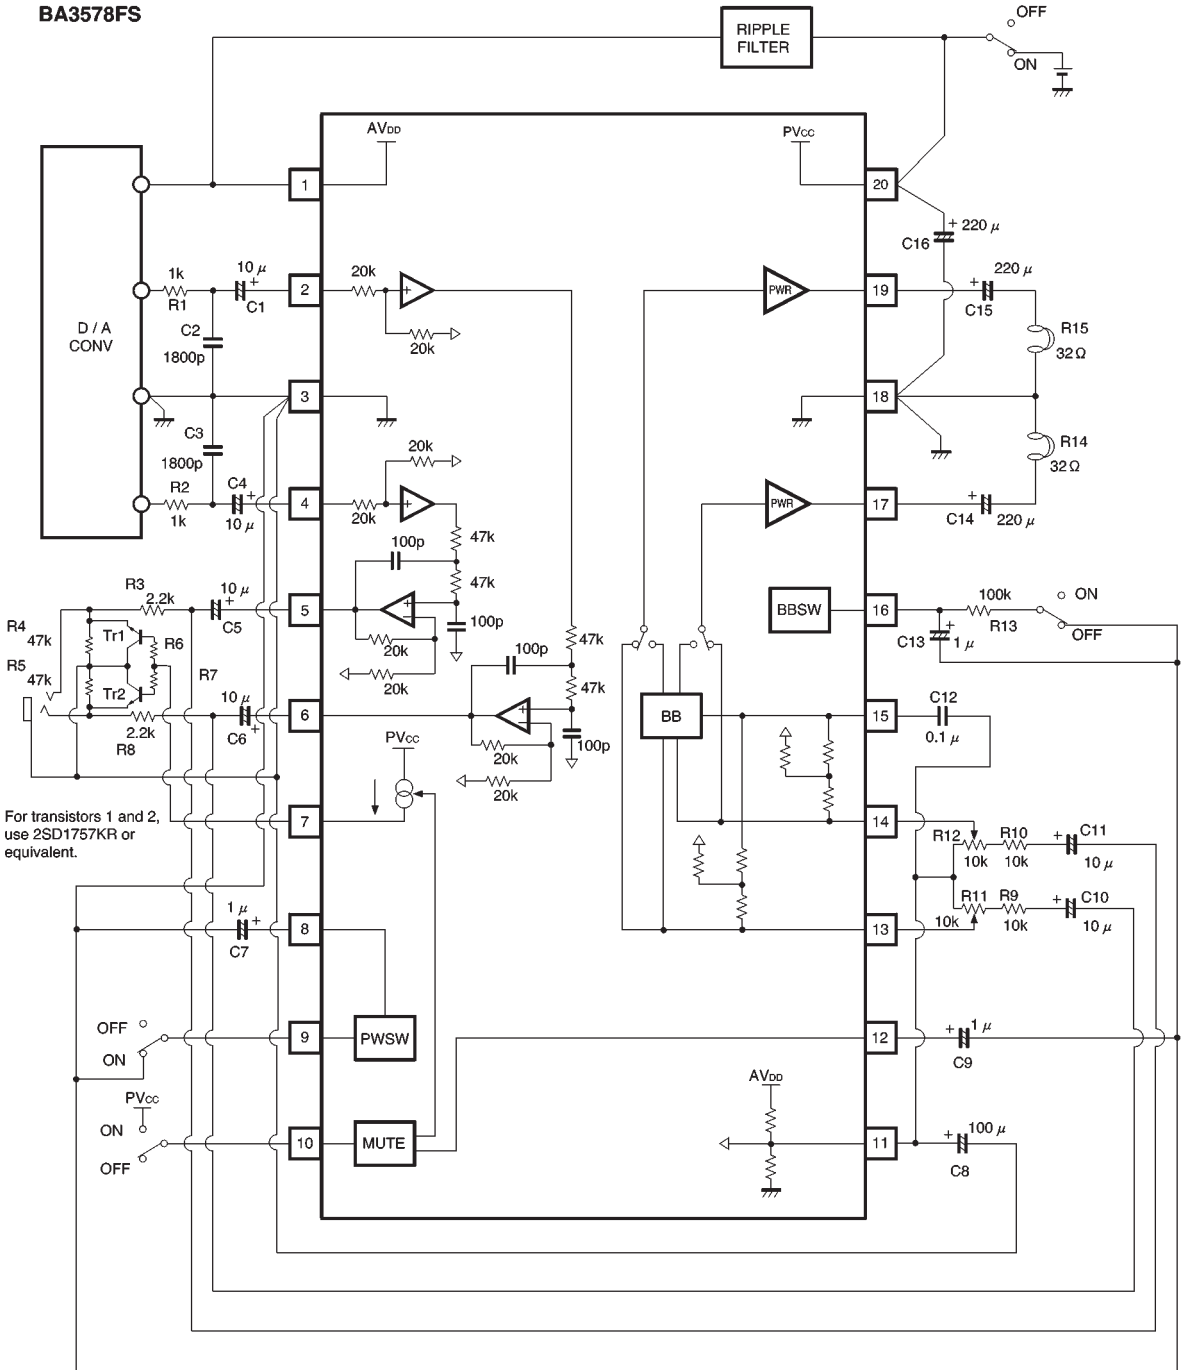 BA3578FS
RIPPLE
FILTER
OFF
ON
AVDD
PVCC
1
20
+ 220 μ
C16
1k
R1
10 μ
+
C1
2
20k
+
20k
PWR
19
220 μ
+
C15
R15
32Ω
D / A
CONV
C2
1800p
3
18
C3
1800p
R14
32Ω
R2
1k
C4
+
10 μ
4
20k
20k
+
47k
PWR
17
+
C14
220 μ
100p
47k
R3
2.2k
10 μ
+
C5
5
+
−
100p
20k
20k
BBSW
16
100k
R13
ON
OFF
C13
+
1 μ
R4
47k
R5
47k
Tr1
R6
Tr2
R7
R8
2.2k
10 μ
C6
+
6
47k
100p
47k
+
−
100p
20k
20k
BB
15
C12
0.1 μ
PVCC
For transistors 1 and 2,
use 2SD1757KR or
equivalent.
7
14
R12
10k
R10
10k
+
C11
10 μ
R11
10k
R9
10k
+
C10
10 μ
1 μ
+
C7
8
13
OFF
ON
9
PWSW
12
+
1 μ
C9
PVCC
ON
OFF
10
MUTE
AVDD
11
+
100 μ
C8